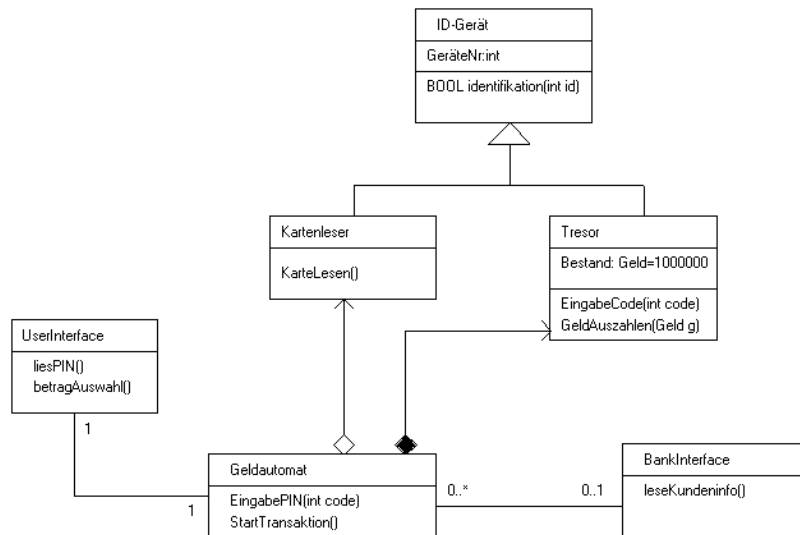 ID-Gerät
GeräteNr:int
BOOL identifikation(int id)
Kartenleser
KarteLesen()
Tresor
Bestand: Geld=1000000
EingabeCode(int code)
GeldAuszahlen(Geld g)
UserInterface
liesPIN()
betragAuswahl()
1
1
Geldautomat
EingabePIN(int code)
StartTransaktion()
0..*
0..1
BankInterface
leseKundeninfo()